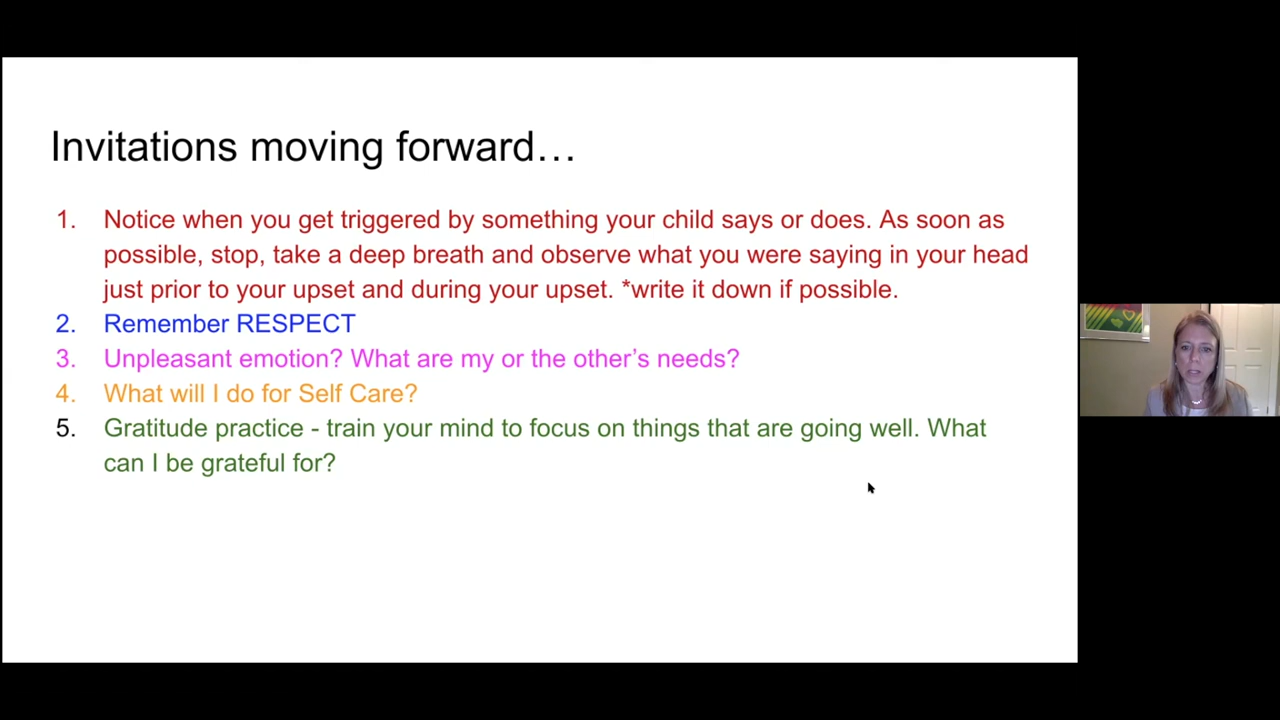 Invitations moving forward…
1. Notice when you get triggered by something your child says or does. As soon as
possible, stop, take a deep breath and observe what you were saying in your head
just prior to your upset and during your upset. *write it down if possible.
2. Remember RESPECT
3. Unpleasant emotion? What are my or the other’s needs?
4. What will I do for Self Care?
5. Gratitude practice - train your mind to focus on things that are going well. What
can I be grateful for?